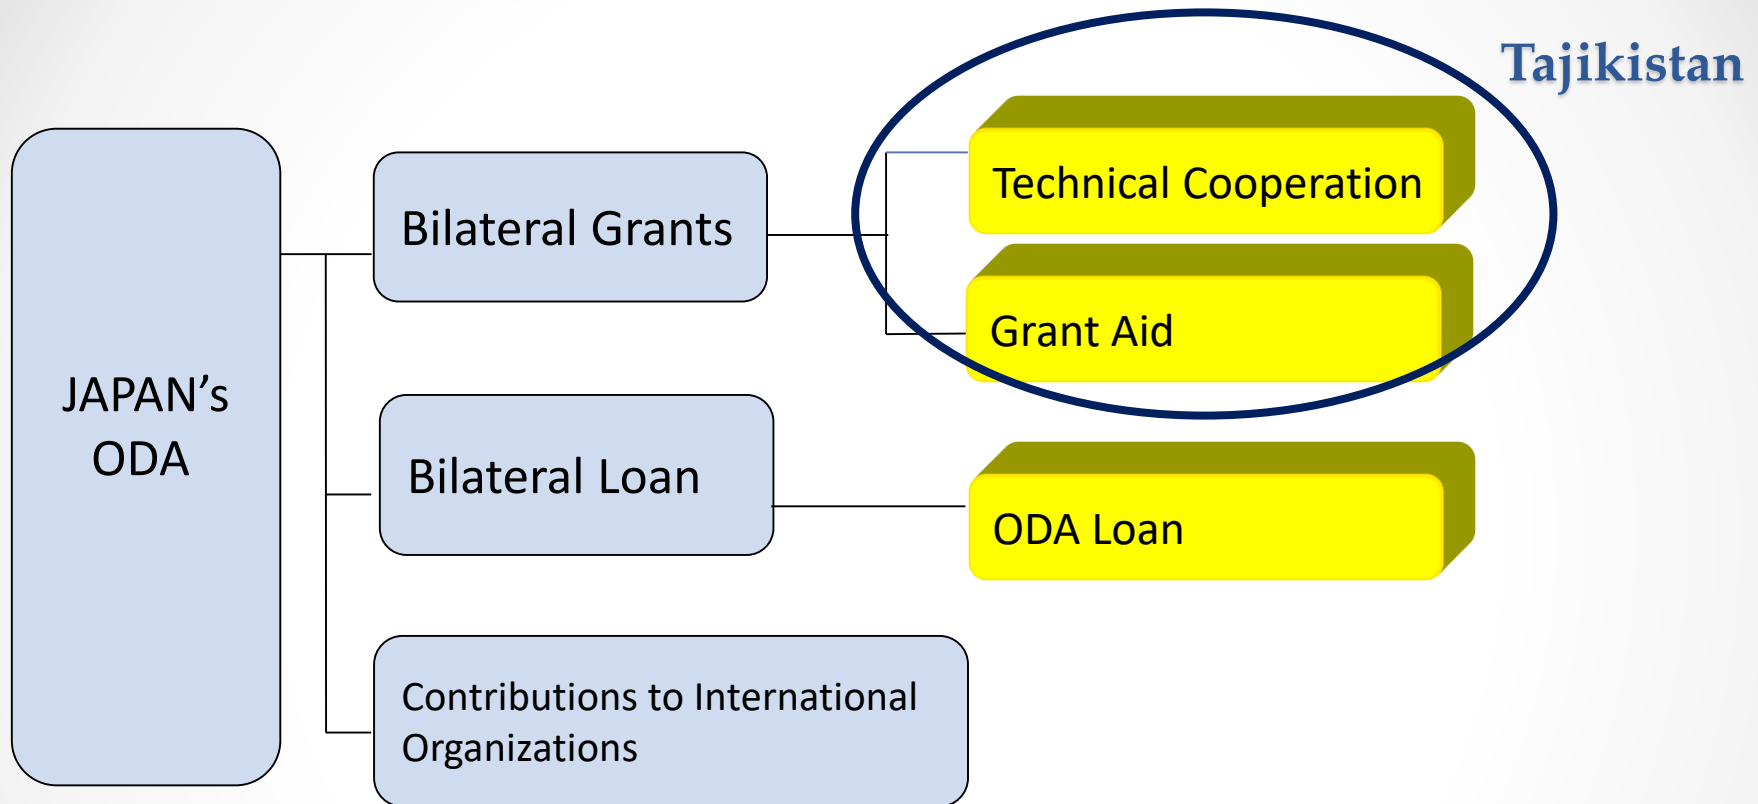 Tajikistan
JAPAN’s
ODA
Bilateral Grants
Technical Cooperation
Grant Aid
Bilateral Loan
ODA Loan
Contributions to International
Organizations